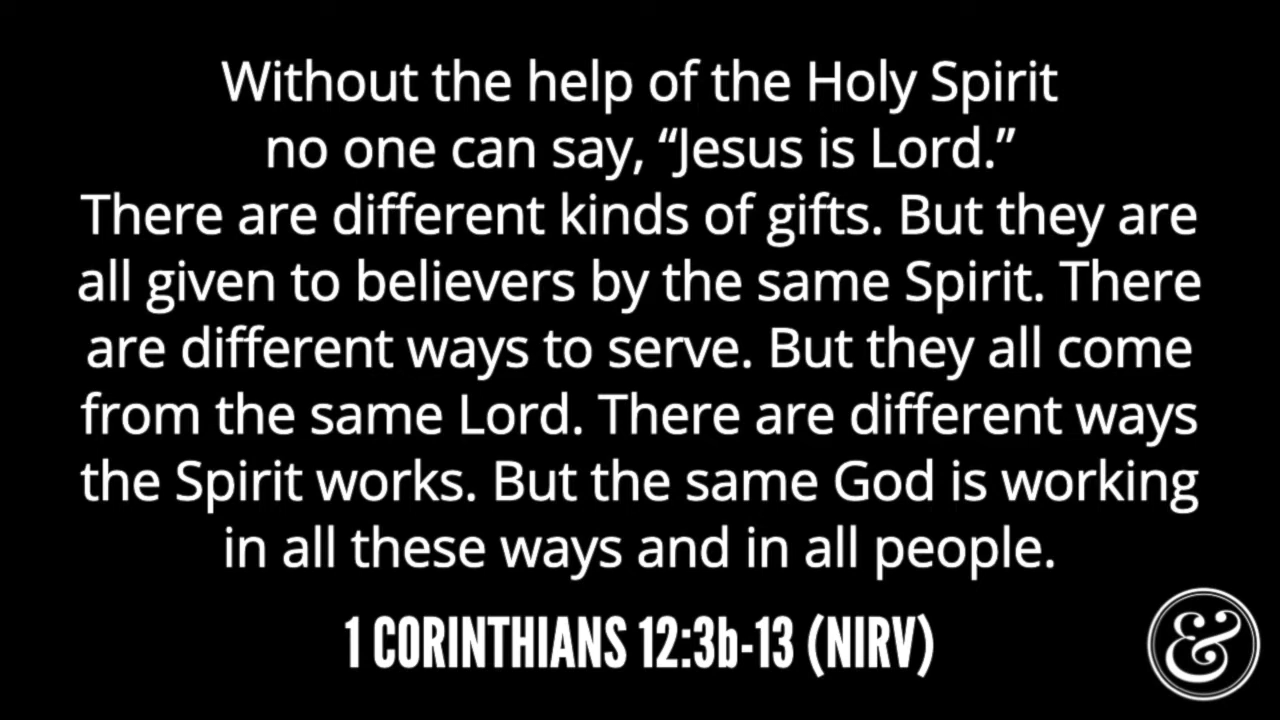 Without the help of the Holy Spirit
no one can say, “Jesus is Lord.”
There are different kinds of gifts. But they are
all given to believers by the same Spirit. There
are different ways to serve. But they all come
from the same Lord. There are different ways
the Spirit works. But the same God is working
in all these ways and in all people.
1 CORINTHIANS 12:3b-13 (NIRV)
&